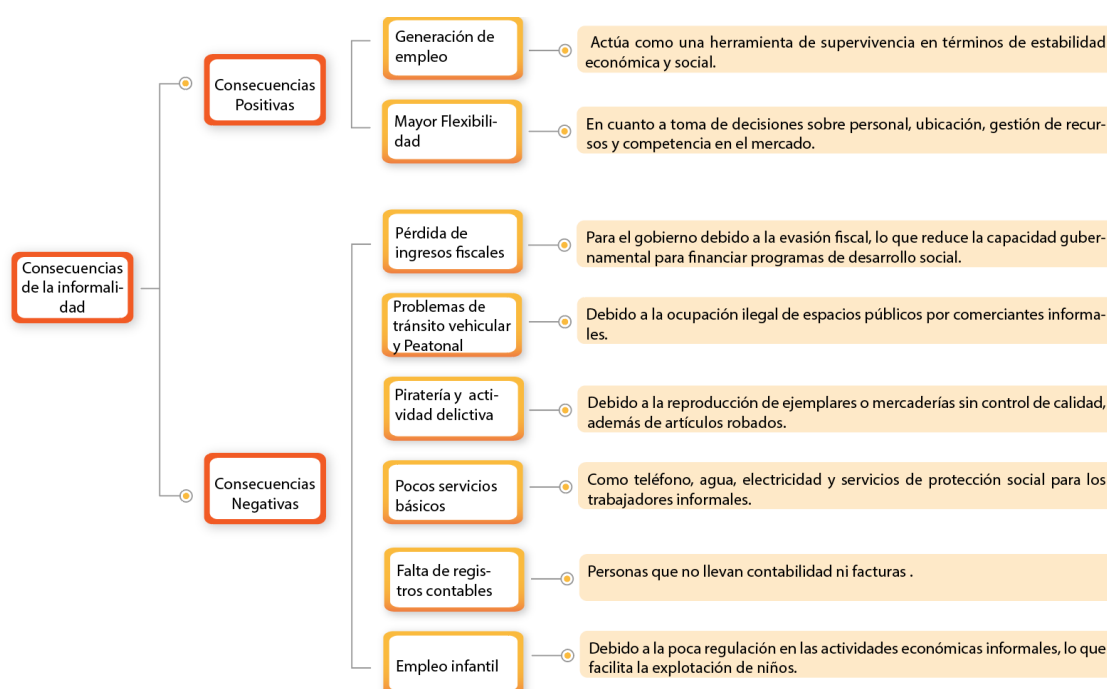 Consecuencias
de la informali-
dad
Consecuencias
Positivas
Generación de
empleo
Actúa como una herramienta de supervivencia en términos de estabilidad
económica y social.
Mayor Flexibili-
dad
En cuanto a toma de decisiones sobre personal, ubicación, gestión de recur-
sos y competencia en el mercado.
Consecuencias
Negativas
Pérdida de
ingresos fiscales
Para el gobierno debido a la evasión fiscal, lo que reduce la capacidad guber-
namental para financiar programas de desarrollo social.
Problemas de
tránsito vehicular
y Peatonal
Debido a la ocupación ilegal de espacios públicos por comerciantes informa-
les.
Piratería y acti-
vidad delictiva
Debido a la reproducción de ejemplares o mercaderías sin control de calidad,
además de artículos robados.
Pocos servicios
básicos
Como teléfono, agua, electricidad y servicios de protección social para los
trabajadores informales.
Falta de regis-
tros contables
Personas que no llevan contabilidad ni facturas .
Empleo infantil
Debido a la poca regulación en las actividades económicas informales, lo que
facilita la explotación de niños.